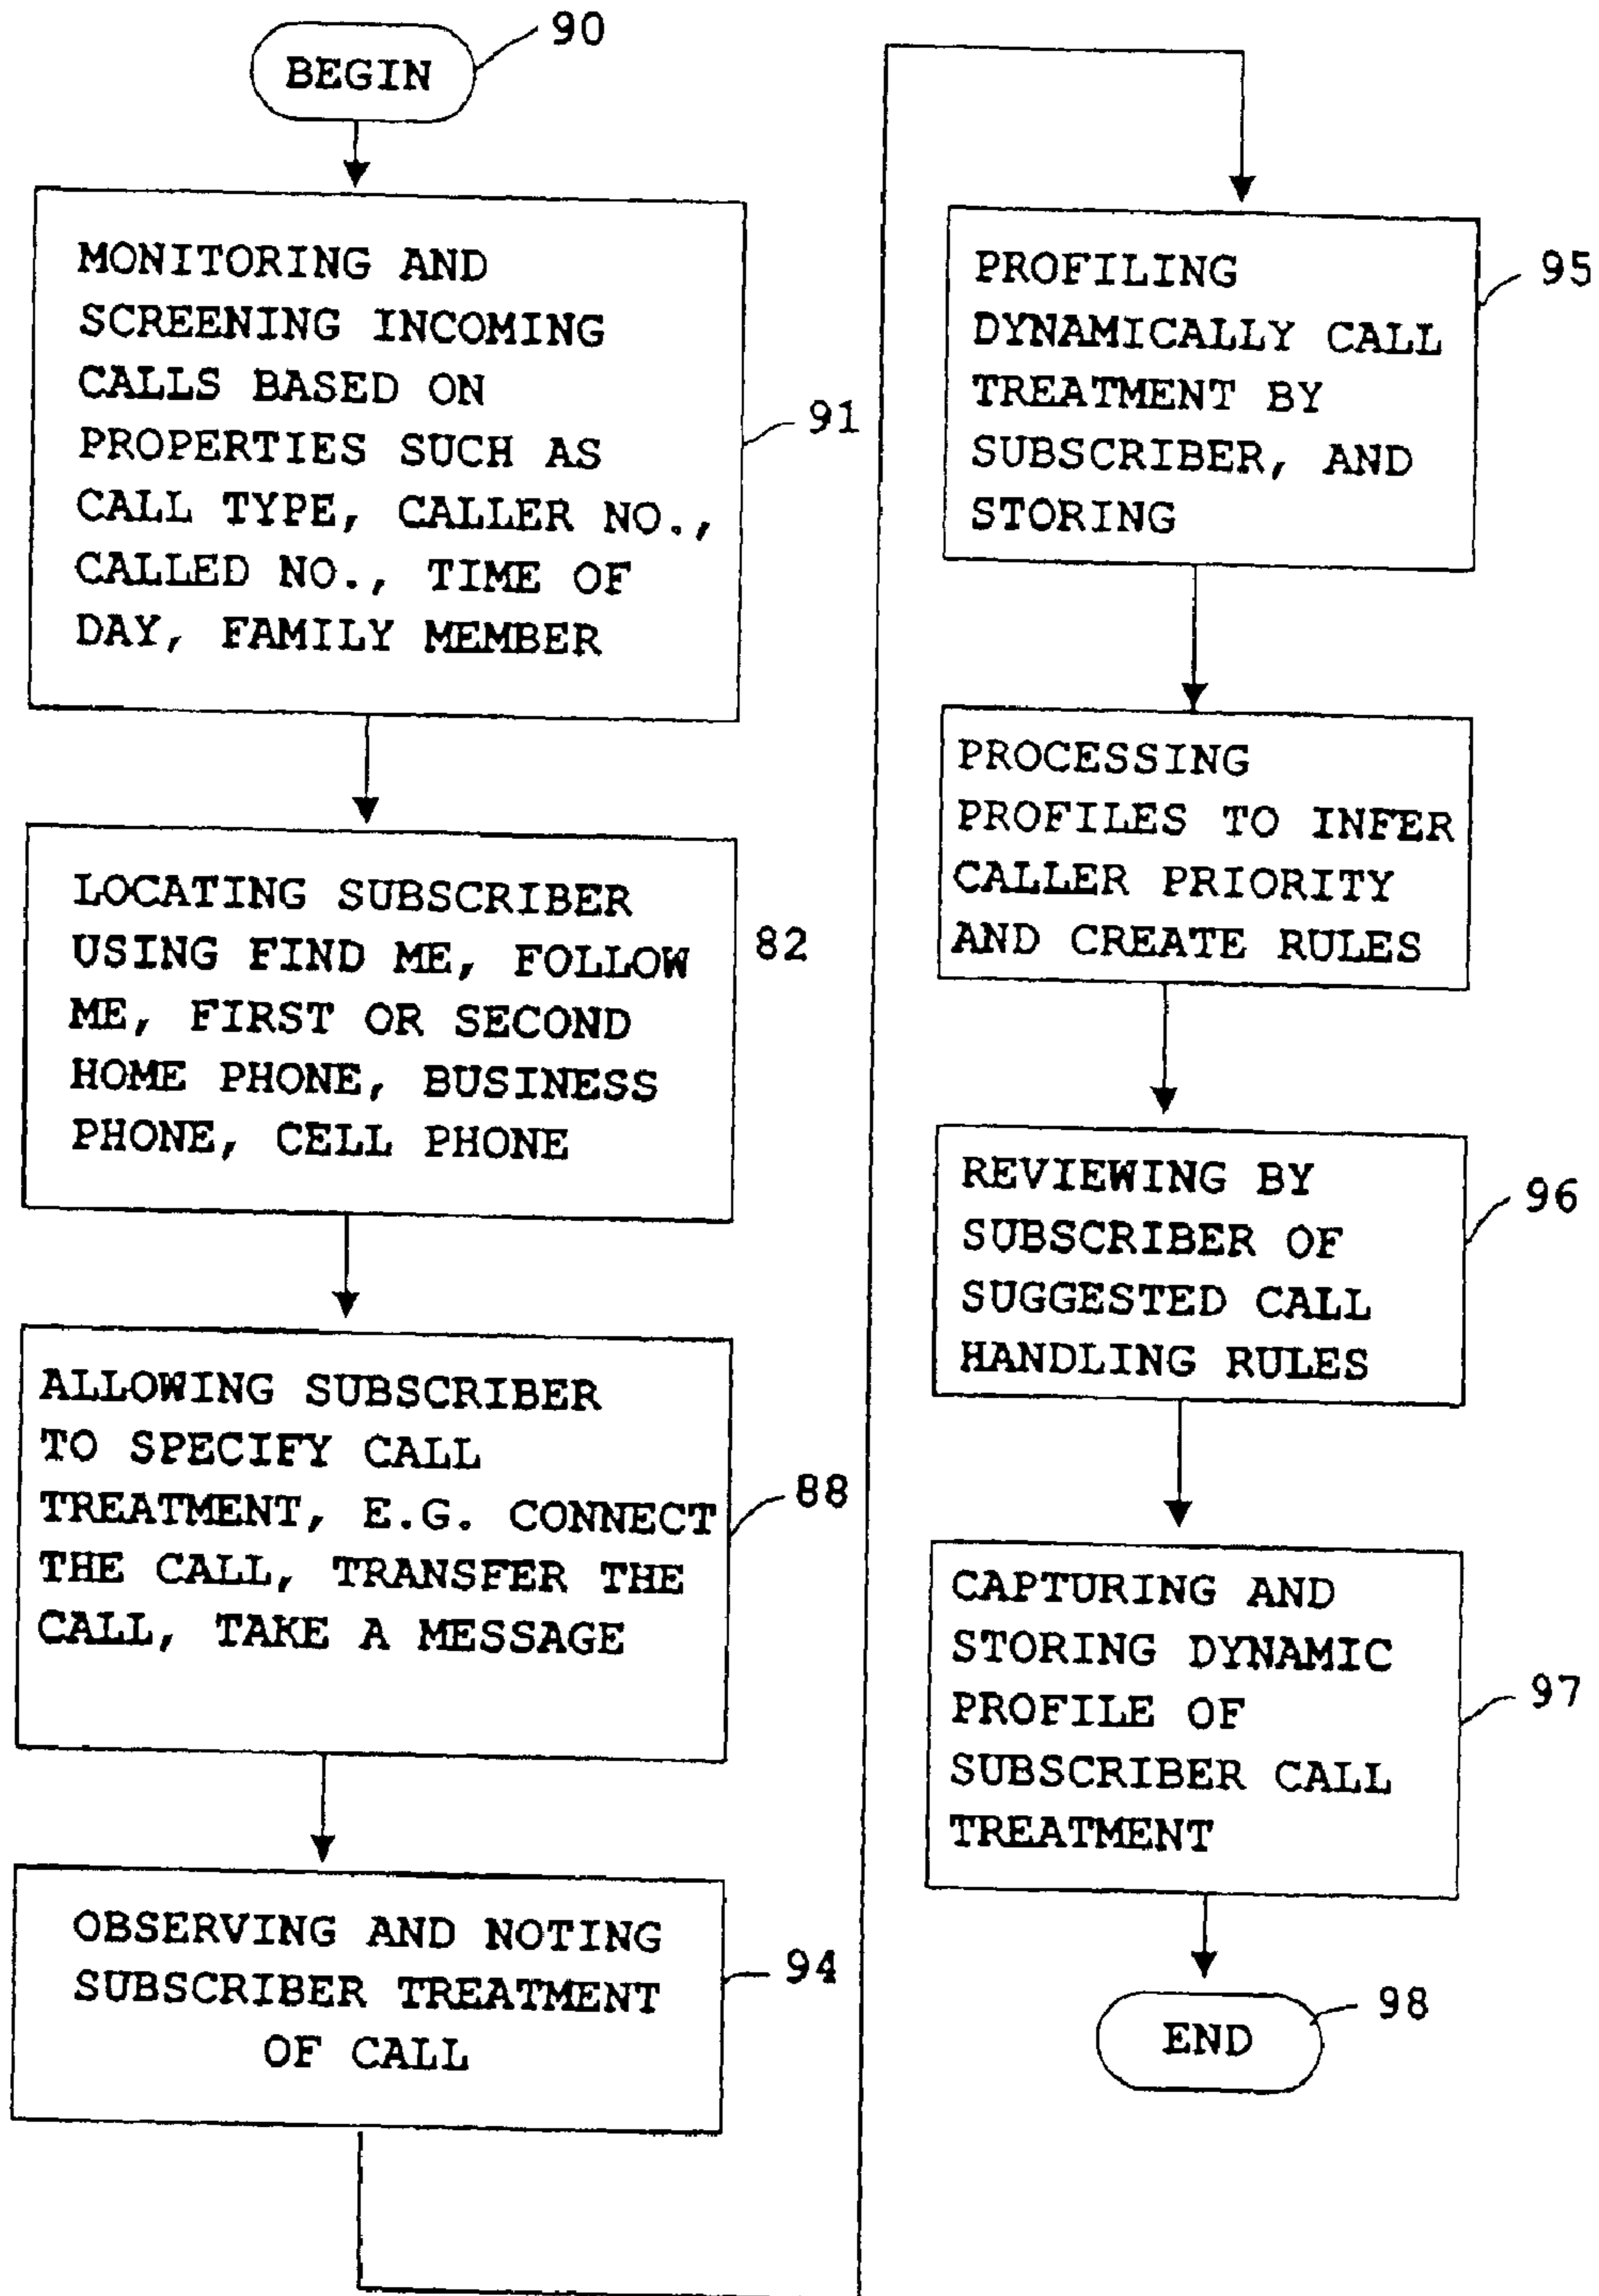 BEGIN
90
MONITORING AND
SCREENING INCOMING
CALLS BASED ON
PROPERTIES SUCH AS
CALL TYPE, CALLER NO.,
CALLED NO., TIME OF
DAY, FAMILY MEMBER
91
LOCATING SUBSCRIBER
USING FIND ME, FOLLOW
ME, FIRST OR SECOND
HOME PHONE, BUSINESS
PHONE, CELL PHONE
82
ALLOWING SUBSCRIBER
TO SPECIFY CALL
TREATMENT, E.G. CONNECT
THE CALL, TRANSFER THE
CALL, TAKE A MESSAGE
88
OBSERVING AND NOTING
SUBSCRIBER TREATMENT
OF CALL
94
PROFILING
DYNAMICALLY CALL
TREATMENT BY
SUBSCRIBER, AND
STORING
95
PROCESSING
PROFILES TO INFER
CALLER PRIORITY
AND CREATE RULES
REVIEWING BY
SUBSCRIBER OF
SUGGESTED CALL
HANDLING RULES
96
CAPTURING AND
STORING DYNAMIC
PROFILE OF
SUBSCRIBER CALL
TREATMENT
97
END
98